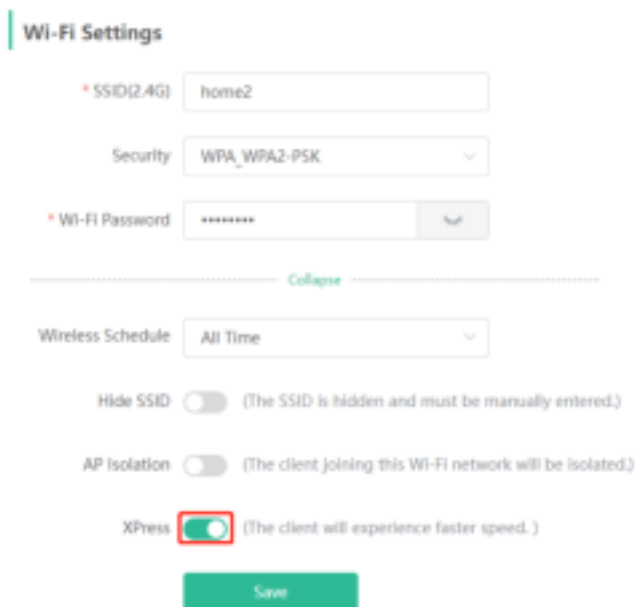 Wi-Fi Settings
* SSID(2.4G) home2
Security WPA_WPA2-PSK
* Wi-Fi Password ••••••••
Collapse
Wireless Schedule All Time
Hide SSID (The SSID is hidden and must be manually entered.)
AP Isolation (The client joining this Wi-Fi network will be isolated.)
XPress (The client will experience faster speed. )
Save